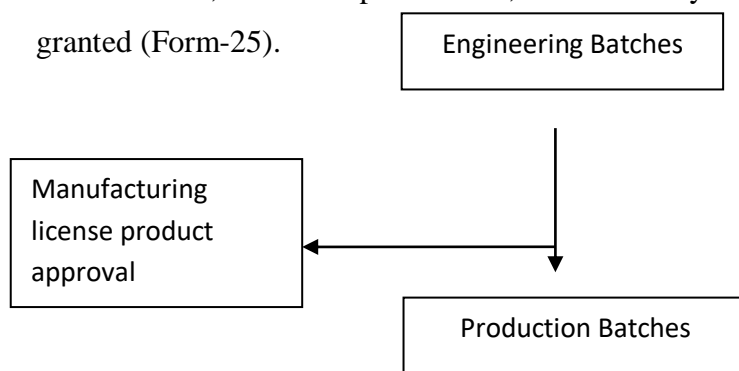 granted (Form-25).
Engineering Batches
Manufacturing
license product
approval
Production Batches